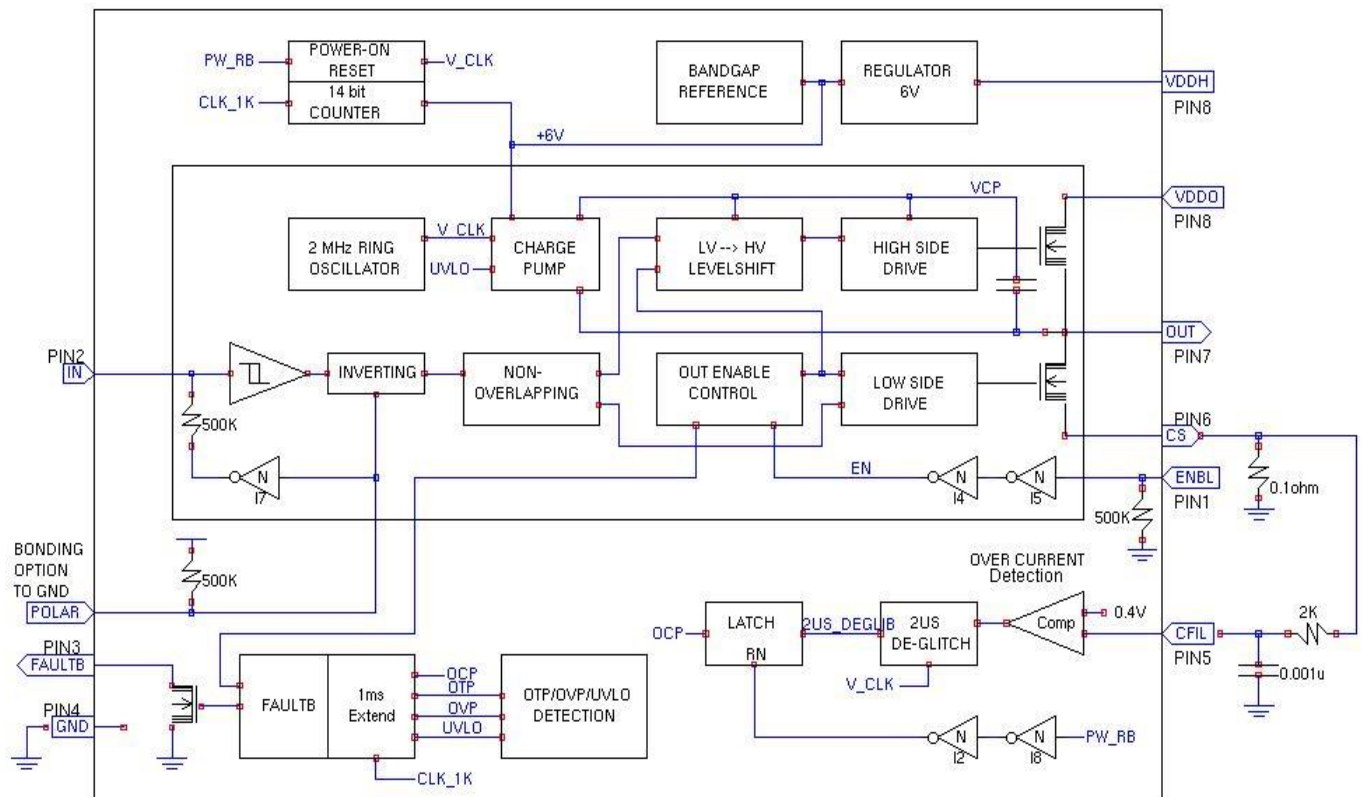 POWER-ON
RESET
PW_RB
V_CLK
14 bit
COUNTER
CLK_1K
BANDGAP
REFERENCE
REGULATOR
6V
VDDH
PIN8
+6V
VCP
VDDO
PIN8
2 MHz RING
OSCILLATOR
V_CLK
UVLO
CHARGE
PUMP
LV --> HV
LEVELSHIFT
HIGH SIDE
DRIVE
OUT
PIN7
PIN2
IN
INVERTING
NON-
OVERLAPPING
OUT ENABLE
CONTROL
LOW SIDE
DRIVE
PIN6
CS
500K
N
I7
EN
N
I4
N
I5
ENBL
PIN1
0.1ohm
500K
BONDING
OPTION
TO GND
500K
POLAR
OVER CURRENT
Detection
PIN3
FAULTB
PIN4
GND
FAULTB
1ms
Extend
OCP
OTP
OVP
UVLO
OTP/OVP/UVLO
DETECTION
CLK_1K
OCP
LATCH
RN
2US_DEGLIB
2US
DE-GLITCH
V_CLK
Comp
0.4V
CFIL
PIN5
2K
0.001u
N
I2
N
I8
PW_RB